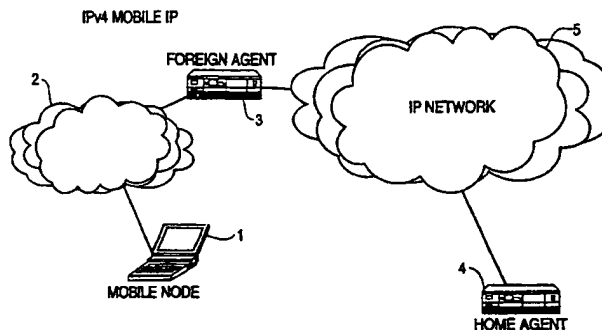 IPv4 MOBILE IP
5
2
FOREIGN AGENT
3
IP NETWORK
1
MOBILE NODE
4
HOME AGENT